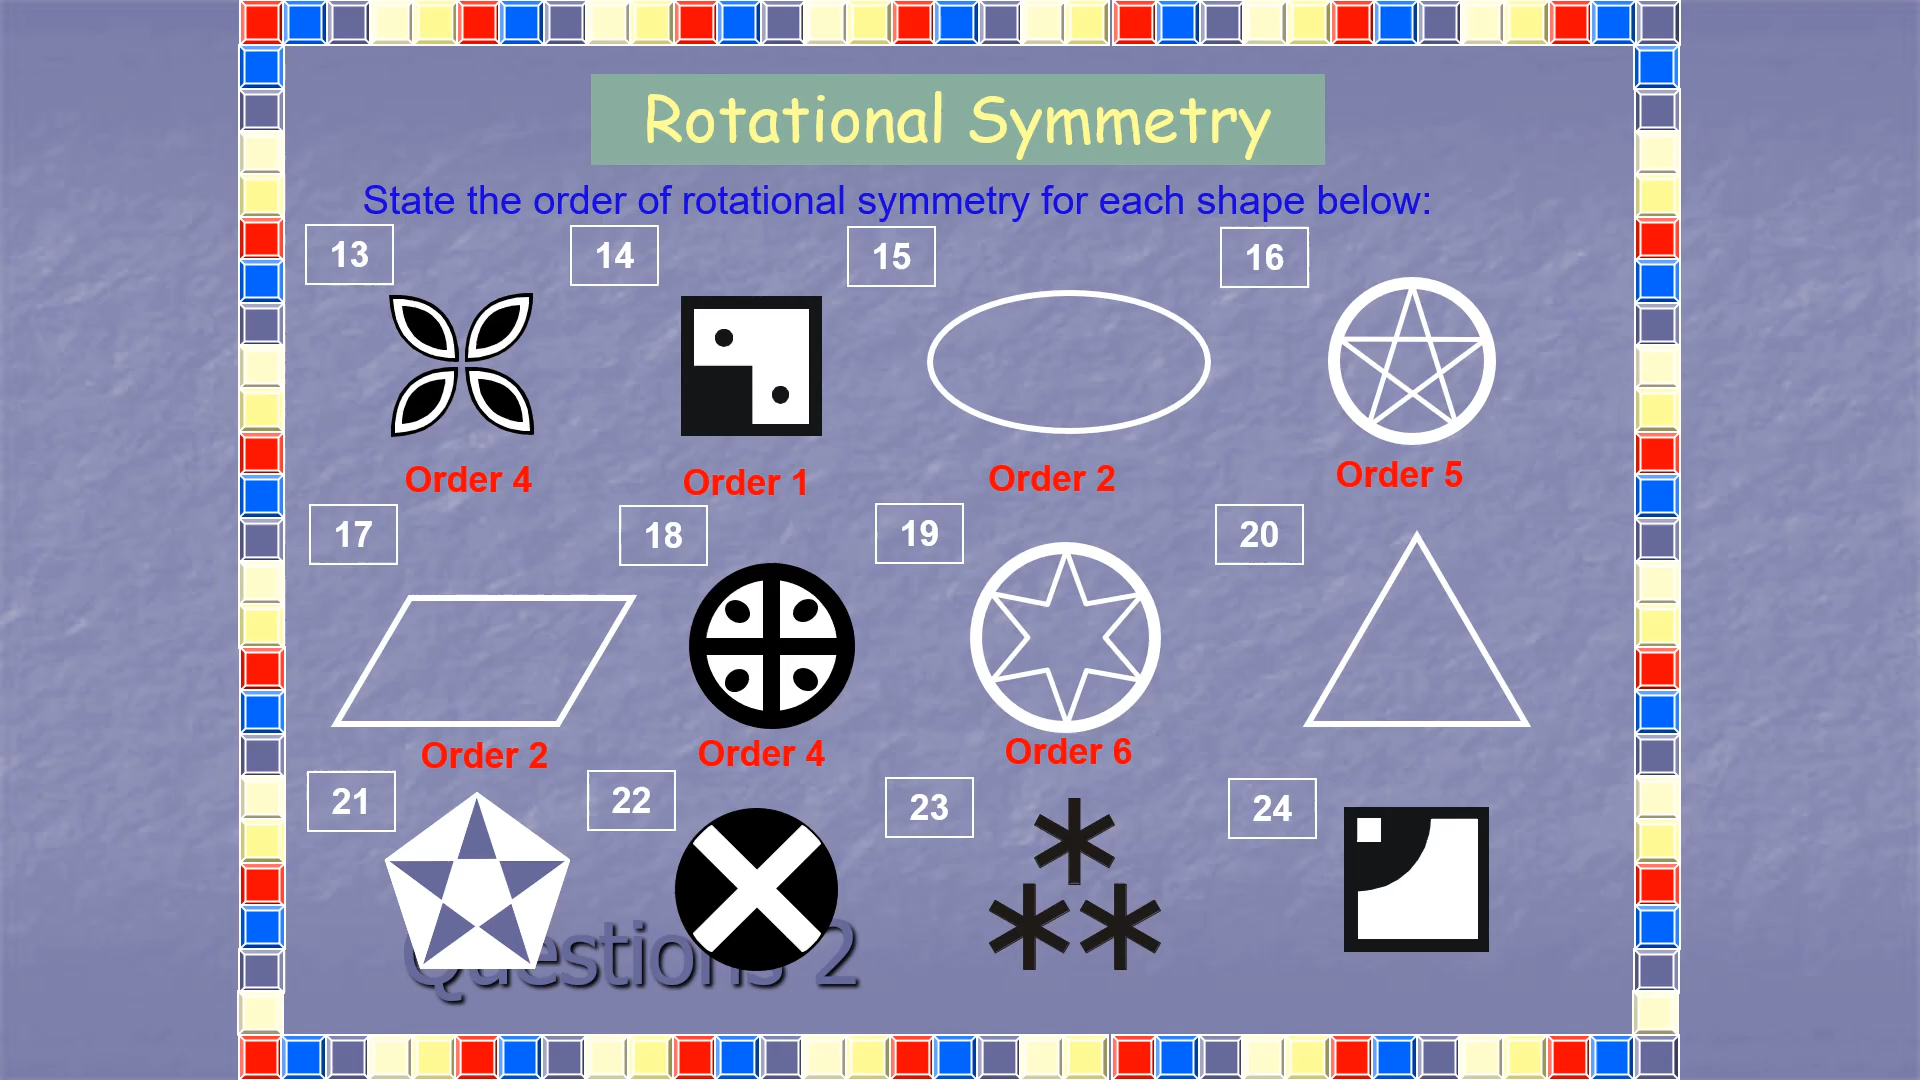 Rotational Symmetry
State the order of rotational symmetry for each shape below:
13
14
15
16
Order 4
Order 1
Order 2
Order 5
17
18
19
20
Order 2
Order 4
Order 6
21
22
23
24
Questions 2